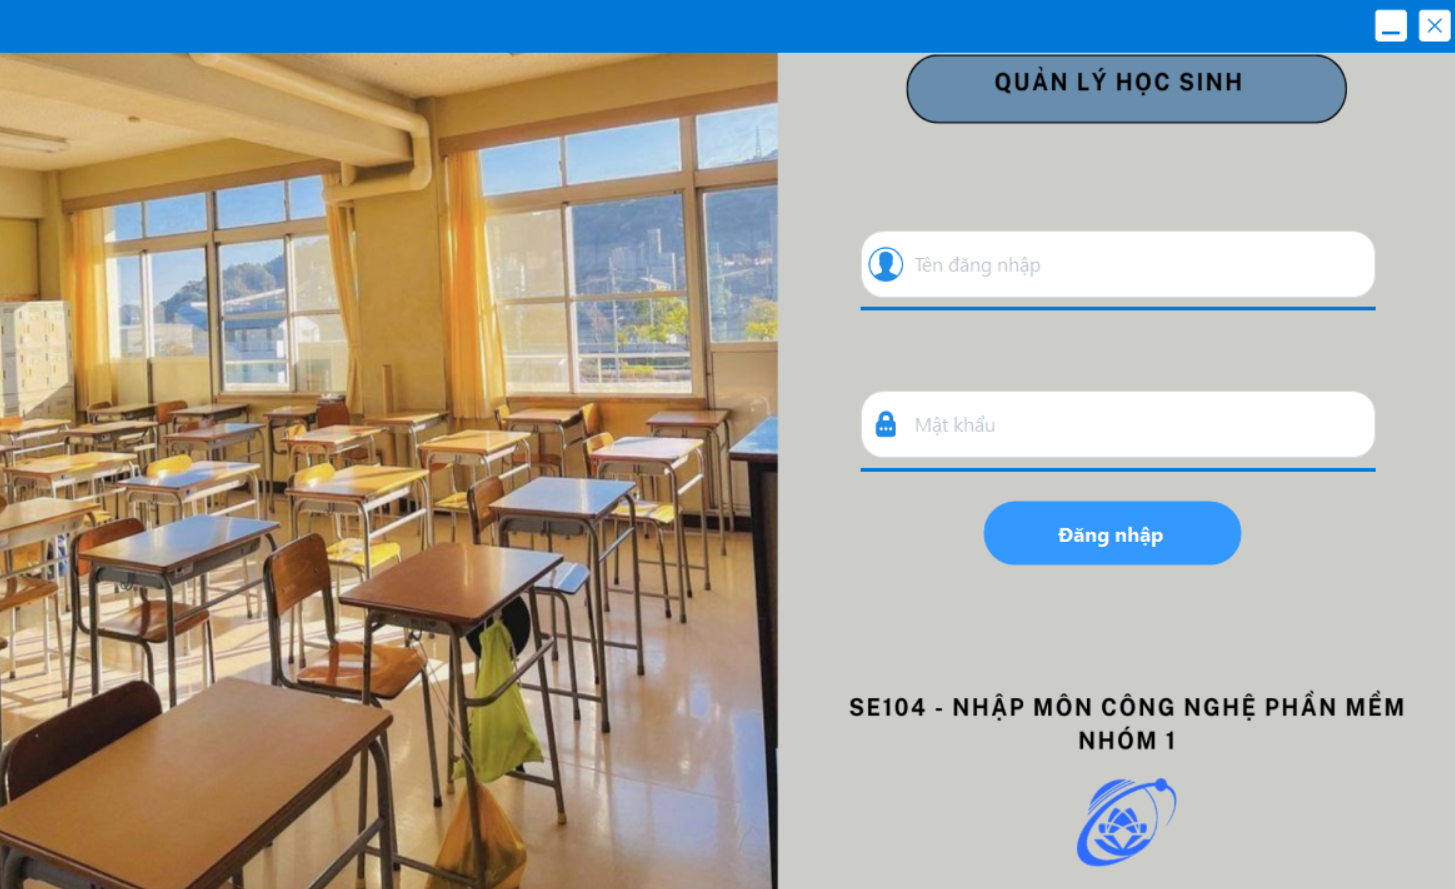 QUẢN LÝ HỌC SINH
Tên đăng nhập
Mật khẩu
Đăng nhập
SE104 - NHẬP MÔN CÔNG NGHỆ PHẦN MỀM
NHÓM 1